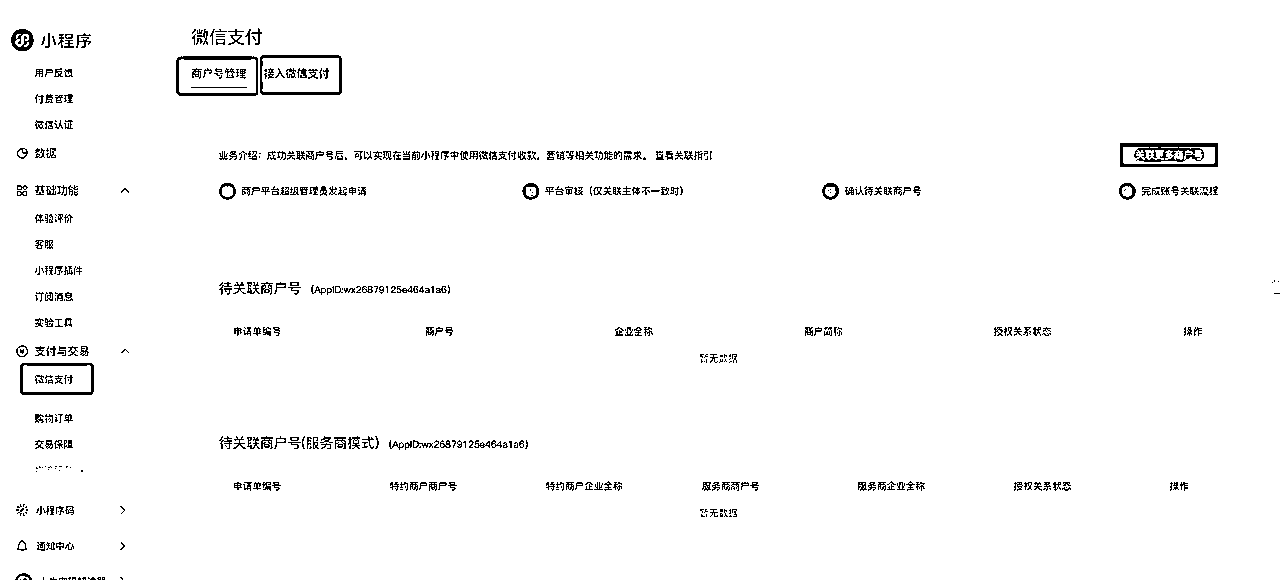 小程序
用户反馈
付费管理
微信认证
数据
基础功能
体验评价
客服
小程序插件
订阅消息
实验工具
支付与交易
微信支付
购物订单
交易保障
小程序码
通知中心
微信支付
商户号管理 接入微信支付
业务介绍：成功关联商户号后，可以实现在当前小程序中使用微信支付收款，营销等相关功能的需求。 查看关联指引
关联更多商户号
商户平台超级管理员发起申请 平台审核（仅关联主体不一致时） 确认待关联商户号 完成账号关联流程
待关联商户号 (AppID:wx26879125e464a1a6)
申请单编号 商户号 企业全称 商户简称 授权关系状态 操作
暂无数据
待关联商户号(服务商模式) (AppID:wx26879125e464a1a6)
申请单编号 特约商户商户号 特约商户企业全称 服务商商户号 服务商企业全称 授权关系状态 操作
暂无数据